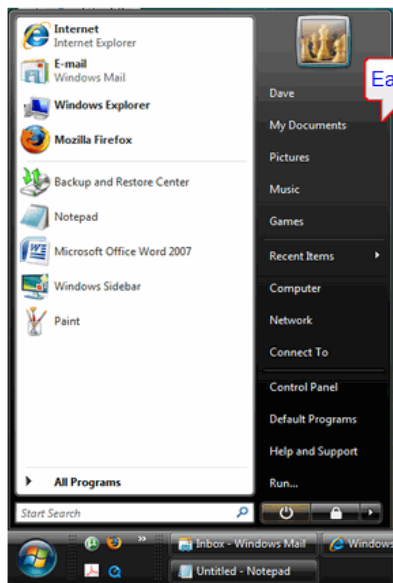 Internet
Internet Explorer
E-mail
Windows Mail
Windows Explorer
Mozilla Firefox
Backup and Restore Center
Notepad
Microsoft Office Word 2007
Windows Sidebar
Paint
All Programs
Start Search
Ea
Dave
My Documents
Pictures
Music
Games
Recent Items
Computer
Network
Connect To
Control Panel
Default Programs
Help and Support
Run...
Inbox - Windows Mail
Windows
Untitled - Notepad